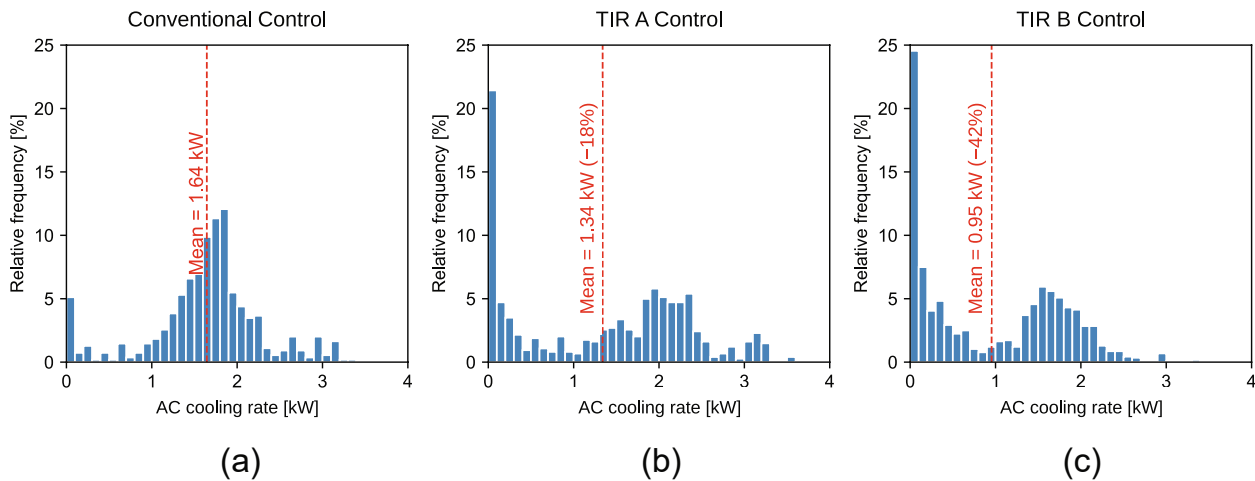 Conventional Control
25
20
15
10
5
0
Relative frequency [%]
Mean = 1.64 kW
0 1 2 3 4
AC cooling rate [kW]
(a)
TIR A Control
25
20
15
10
5
0
Relative frequency [%]
Mean = 1.34 kW (−18%)
0 1 2 3 4
AC cooling rate [kW]
(b)
TIR B Control
25
20
15
10
5
0
Relative frequency [%]
Mean = 0.95 kW (−42%)
0 1 2 3 4
AC cooling rate [kW]
(c)